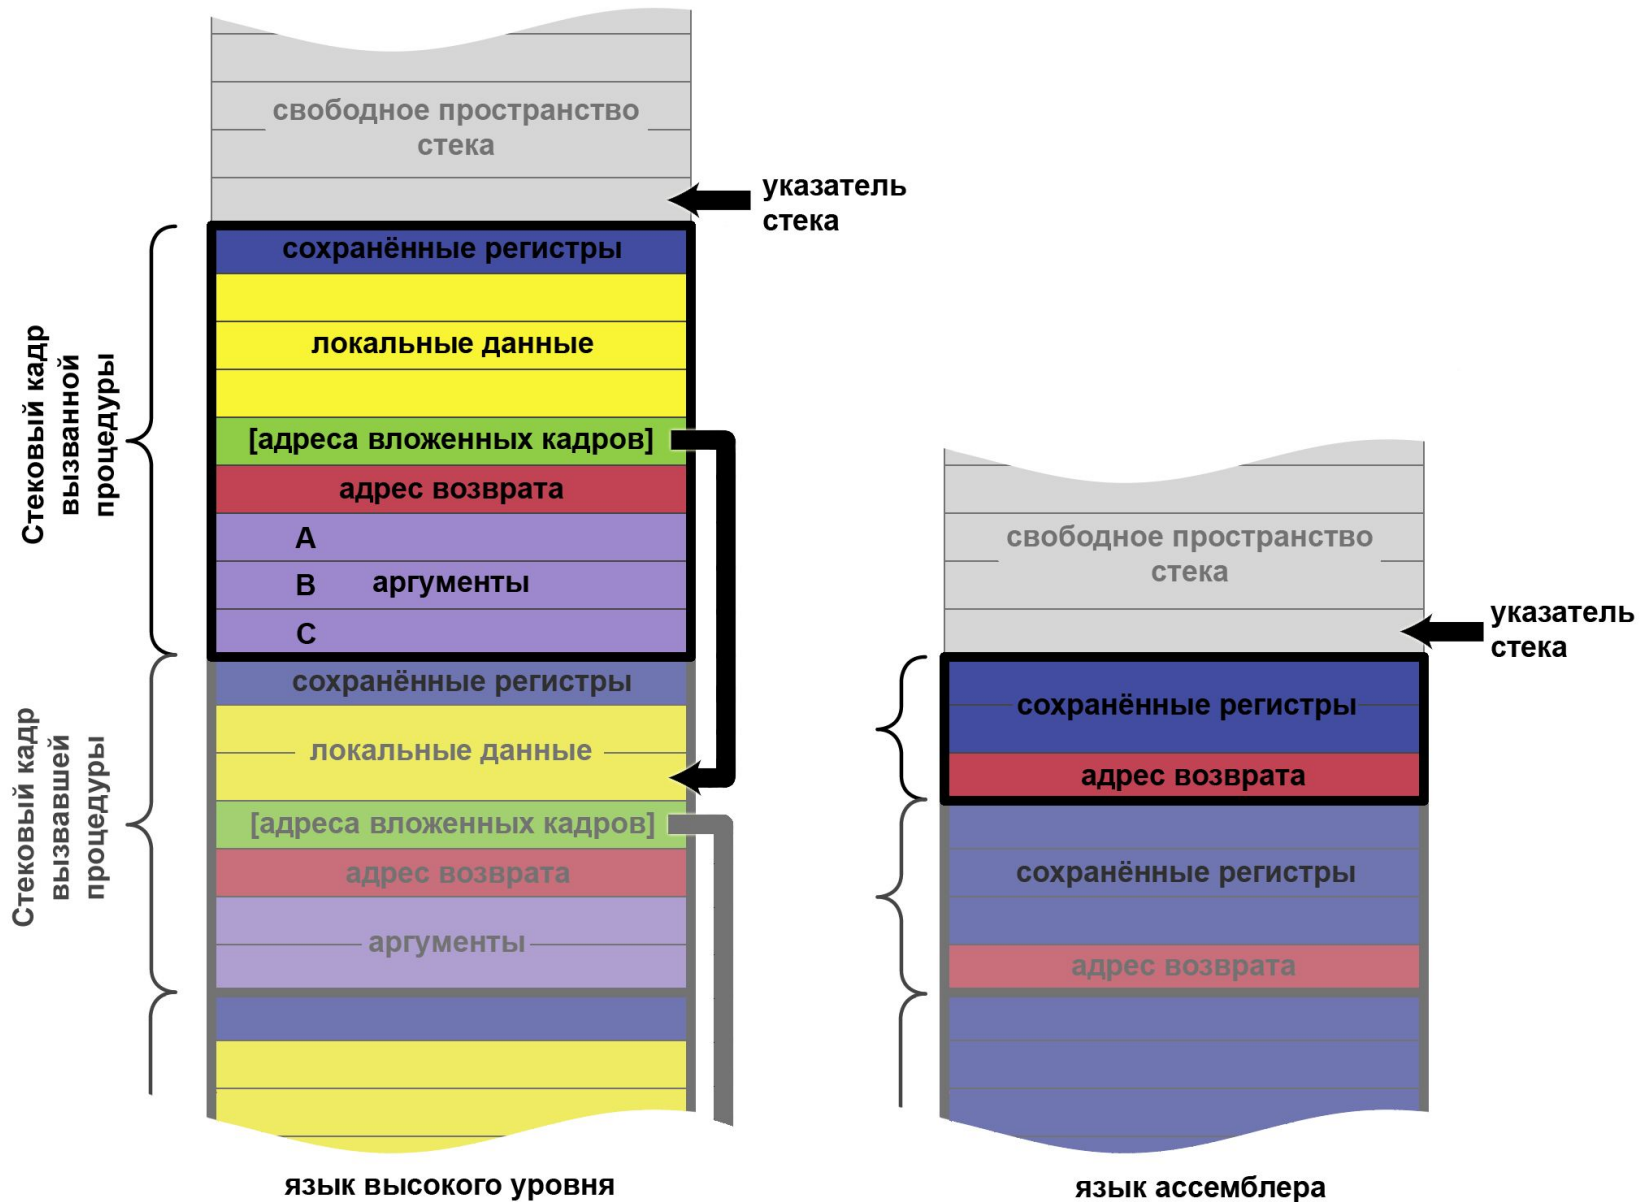 свободное пространство
стека
указатель
стека
сохранённые регистры
локальные данные
[адреса вложенных кадров]
адрес возврата
A
B аргументы
C
Стековый кадр
вызванной
процедуры
сохранённые регистры
локальные данные
[адреса вложенных кадров]
адрес возврата
аргументы
Стековый кадр
вызвавшей
процедуры
язык высокого уровня
свободное пространство
стека
указатель
стека
сохранённые регистры
адрес возврата
сохранённые регистры
адрес возврата
язык ассемблера